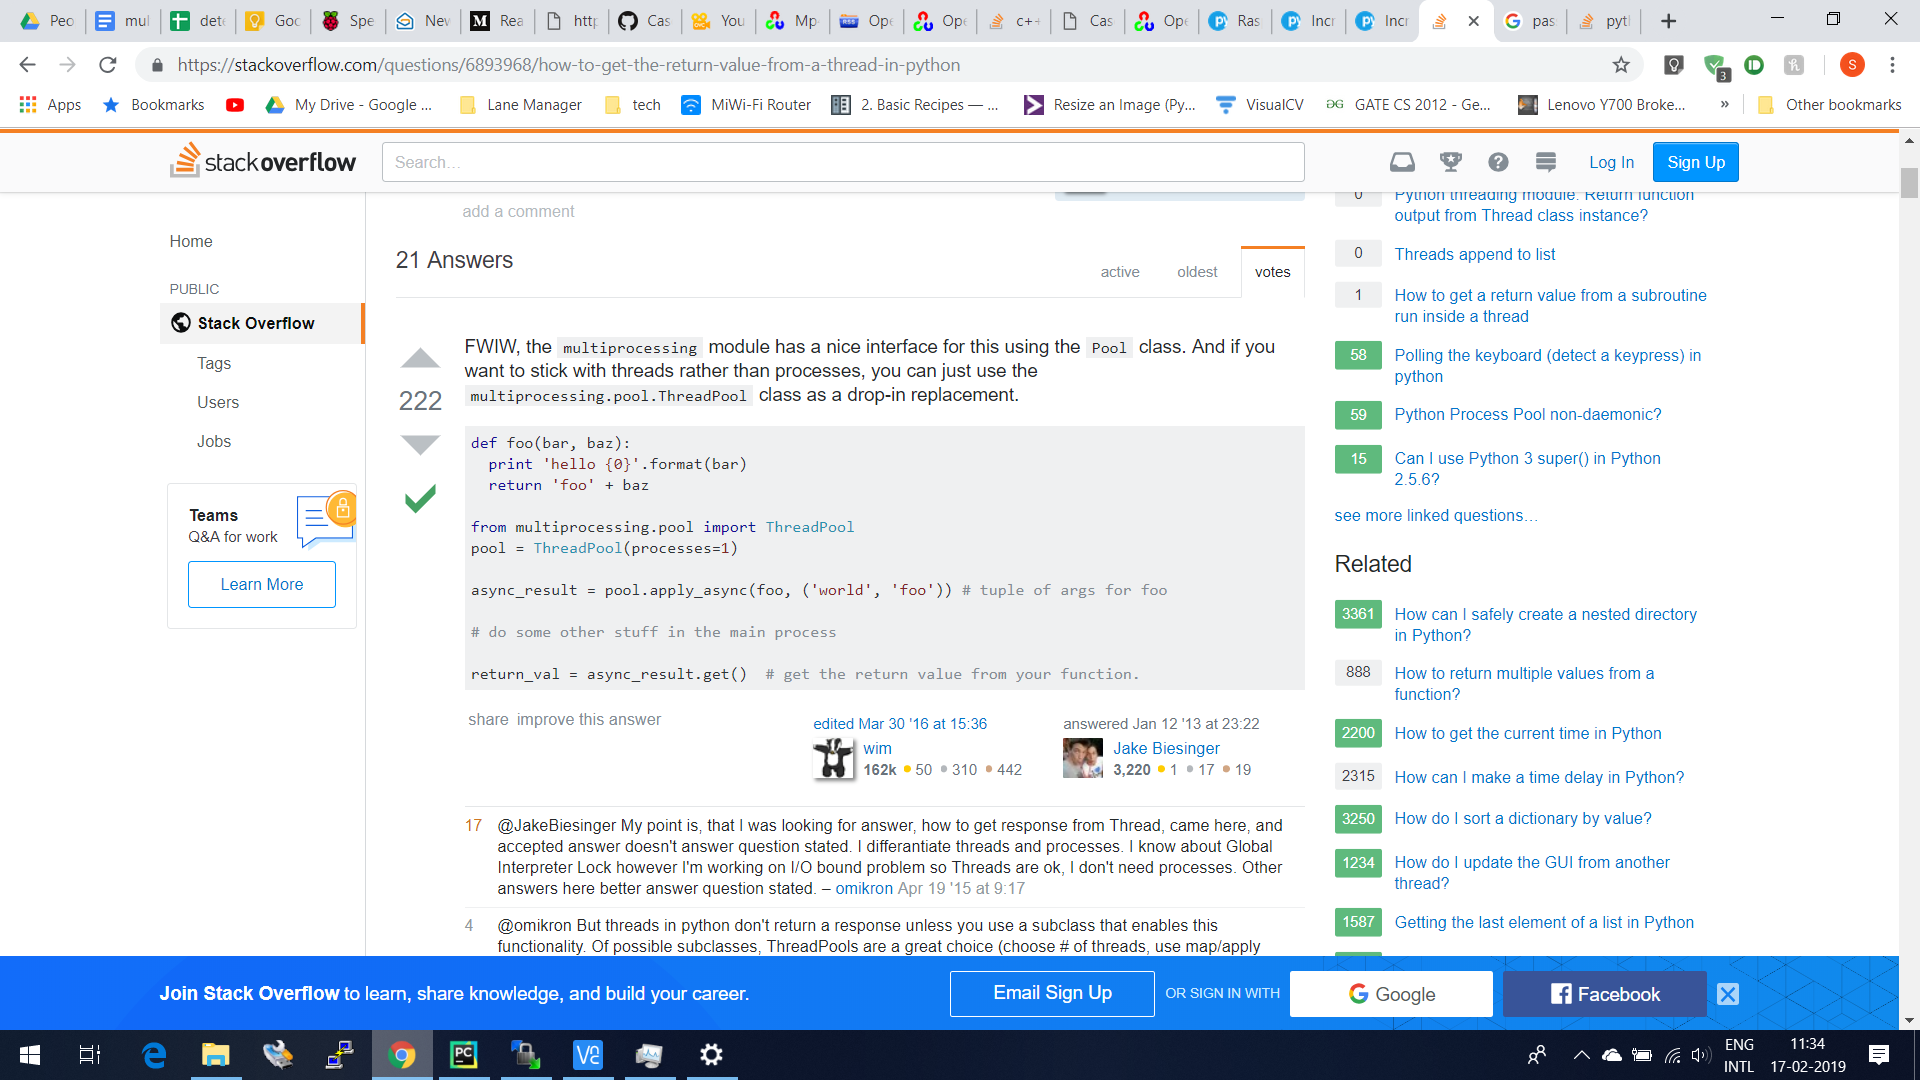 Peo
mul
dete
Goo
Spe
Nev
Rea
http
Cas
You
Mp
Ope
Ope
c++
Cas
Ope
Ras
Incr
Incr
pas
pyt
https://stackoverflow.com/questions/6893968/how-to-get-the-return-value-from-a-thread-in-python
3
S
Apps
Bookmarks
My Drive - Google ...
Lane Manager
tech
MiWi-Fi Router
2. Basic Recipes — ...
Resize an Image (Py...
VisualCV
GATE CS 2012 - Ge...
Lenovo Y700 Broke...
»
Other bookmarks
stackoverflow
Search...
Log In
Sign Up
Home
PUBLIC
Stack Overflow
Tags
Users
Jobs
Teams
Q&A for work
Learn More
add a comment
21 Answers
active
oldest
votes
222
FWIW, the multiprocessing module has a nice interface for this using the Pool class. And if you
want to stick with threads rather than processes, you can just use the
multiprocessing.pool.ThreadPool class as a drop-in replacement.
def foo(bar, baz):
  print 'hello {0}'.format(bar)
  return 'foo' + baz
from multiprocessing.pool import ThreadPool
pool = ThreadPool(processes=1)
async_result = pool.apply_async(foo, ('world', 'foo')) # tuple of args for foo
# do some other stuff in the main process
return_val = async_result.get()  # get the return value from your function.
share improve this answer
edited Mar 30 '16 at 15:36
wim
162k 50 310 442
answered Jan 12 '13 at 23:22
Jake Biesinger
3,220 1 17 19
17 @JakeBiesinger My point is, that I was looking for answer, how to get response from Thread, came here, and
accepted answer doesn't answer question stated. I differantiate threads and processes. I know about Global
Interpreter Lock however I'm working on I/O bound problem so Threads are ok, I don't need processes. Other
answers here better answer question stated. – omikron Apr 19 '15 at 9:17
4 @omikron But threads in python don't return a response unless you use a subclass that enables this
functionality. Of possible subclasses, ThreadPools are a great choice (choose # of threads, use map/apply
0 Python threading module. Return function
output from Thread class instance?
0 Threads append to list
1 How to get a return value from a subroutine
run inside a thread
58 Polling the keyboard (detect a keypress) in
python
59 Python Process Pool non-daemonic?
15 Can I use Python 3 super() in Python
2.5.6?
see more linked questions…
Related
3361 How can I safely create a nested directory
in Python?
888 How to return multiple values from a
function?
2200 How to get the current time in Python
2315 How can I make a time delay in Python?
3250 How do I sort a dictionary by value?
1234 How do I update the GUI from another
thread?
1587 Getting the last element of a list in Python
Join Stack Overflow to learn, share knowledge, and build your career.
Email Sign Up
OR SIGN IN WITH
Google
Facebook
ENG
INTL
11:34
17-02-2019